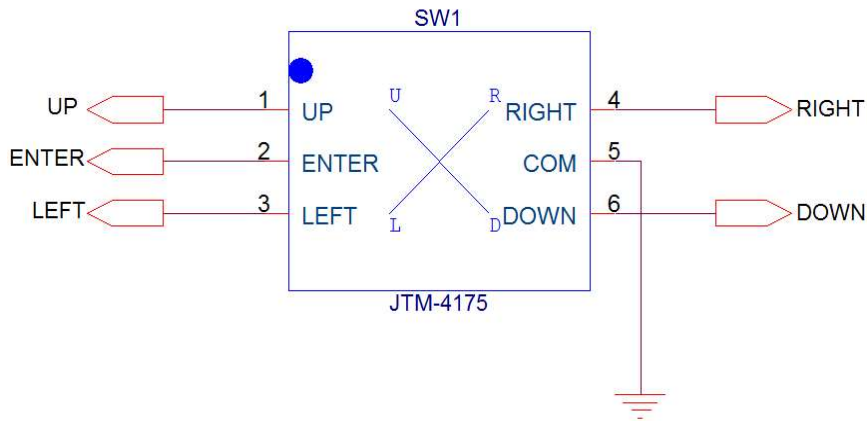 SW1
UP 1 UP U R RIGHT 4 RIGHT
ENTER 2 ENTER COM 5
LEFT 3 LEFT L D DOWN 6 DOWN
JTM-4175